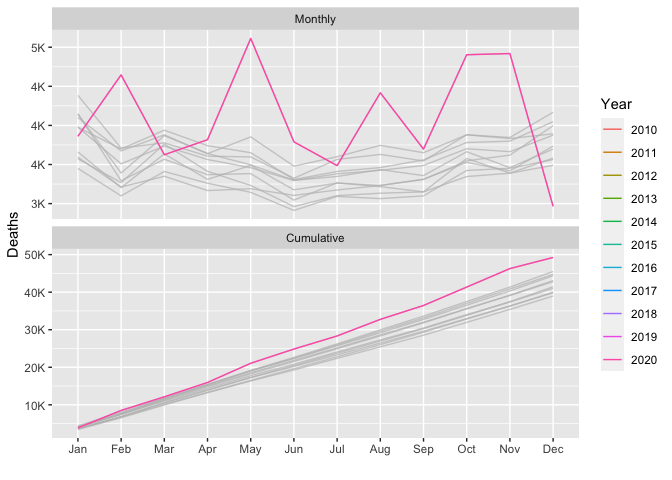 Monthly
5K
4K
4K
4K
3K
Cumulative
50K
40K
30K
20K
10K
Deaths
Jan Feb Mar Apr May Jun Jul Aug Sep Oct Nov Dec
Year
2010
2011
2012
2013
2014
2015
2016
2017
2018
2019
2020